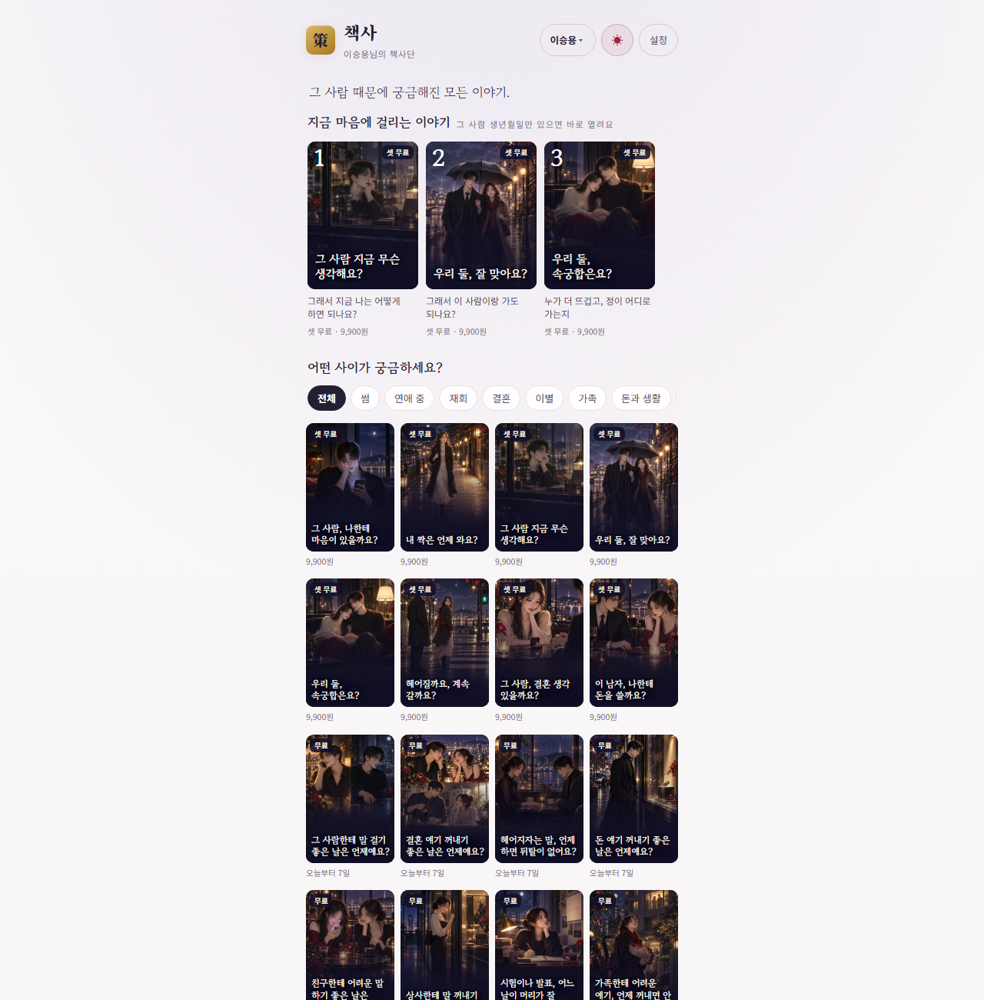 策
책사
이승용님의 책사단
이승용
설정
그 사람 때문에 궁금해진 모든 이야기.
지금 마음에 걸리는 이야기 그 사람 생년월일만 있으면 바로 열려요
1
셋 무료
그 사람 지금 무슨
생각해요?
그래서 지금 나는 어떻게
하면 되나요?
셋 무료 · 9,900원
2
셋 무료
우리 둘, 잘 맞아요?
그래서 이 사람이랑 가도
되나요?
셋 무료 · 9,900원
3
셋 무료
우리 둘,
속궁합은요?
누가 더 뜨겁고, 정이 어디로
가는지
셋 무료 · 9,900원
어떤 사이가 궁금하세요?
전체 썸 연애 중 재회 결혼 이별 가족 돈과 생활
셋 무료
그 사람, 나한테
마음이 있을까요?
9,900원
셋 무료
내 짝은 언제 와요?
9,900원
셋 무료
그 사람 지금 무슨
생각해요?
9,900원
셋 무료
우리 둘, 잘 맞아요?
9,900원
셋 무료
우리 둘,
속궁합은요?
9,900원
셋 무료
헤어질까요, 계속
갈까요?
9,900원
셋 무료
그 사람, 결혼 생각
있을까요?
9,900원
셋 무료
이 남자, 나한테
돈을 쓸까요?
9,900원
무료
그 사람한테 말 걸기
좋은 날은 언제예요?
오늘부터 7일
무료
결혼 얘기 꺼내기
좋은 날은 언제예요?
오늘부터 7일
무료
헤어지자는 말, 언제
하면 뒤탈이 없어요?
오늘부터 7일
무료
돈 얘기 꺼내기 좋은
날은 언제예요?
오늘부터 7일
무료
친구한테 어려운 말
하기 좋은 날은
무료
상사한테 말 꺼내기
무료
시험이나 발표, 어느
날이 머리가 잘
무료
가족한테 어려운
얘기, 언제 꺼내면 안